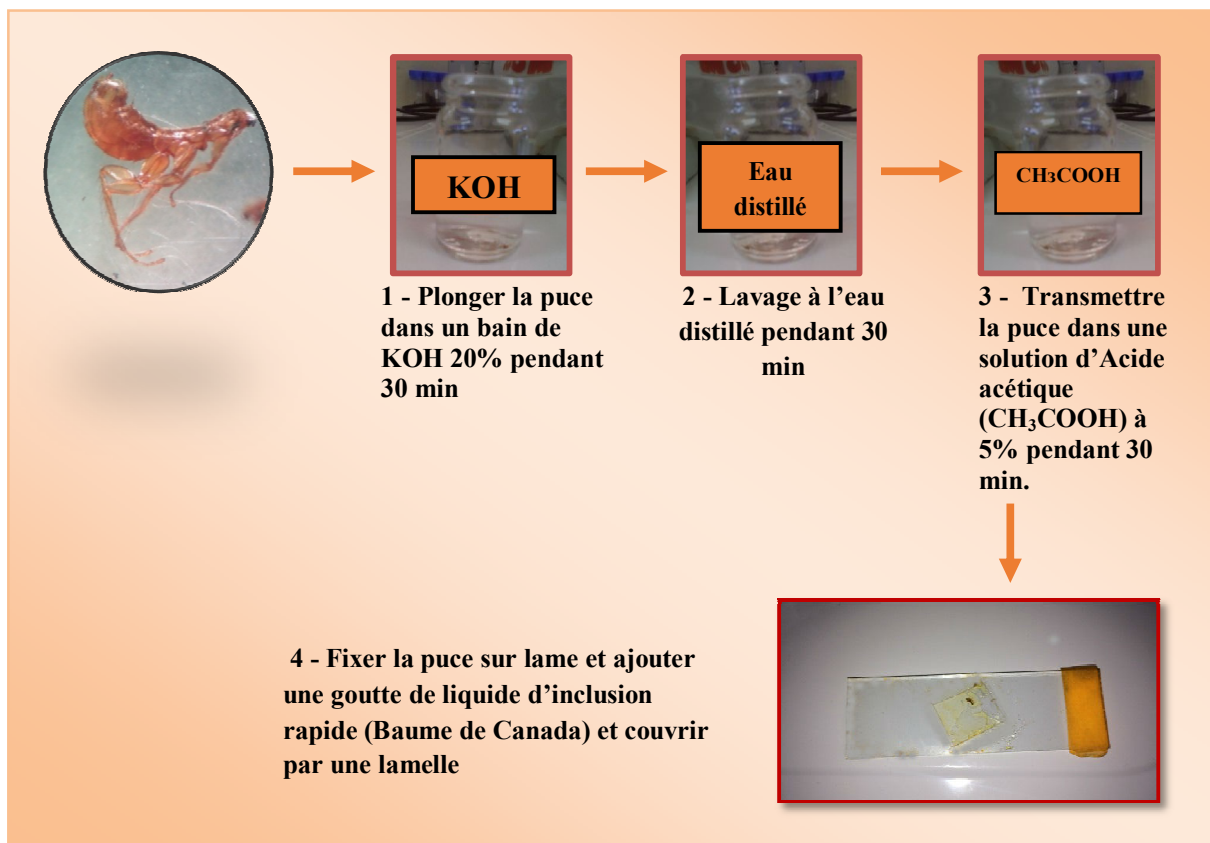 KOH
Eau
distillé
CH₃COOH
1 - Plonger la puce
dans un bain de
KOH 20% pendant
30 min
2 - Lavage à l’eau
distillé pendant 30
min
3 - Transmettre
la puce dans une
solution d’Acide
acétique
(CH₃COOH) à
5% pendant 30
min.
4 - Fixer la puce sur lame et ajouter
une goutte de liquide d’inclusion
rapide (Baume de Canada) et couvrir
par une lamelle